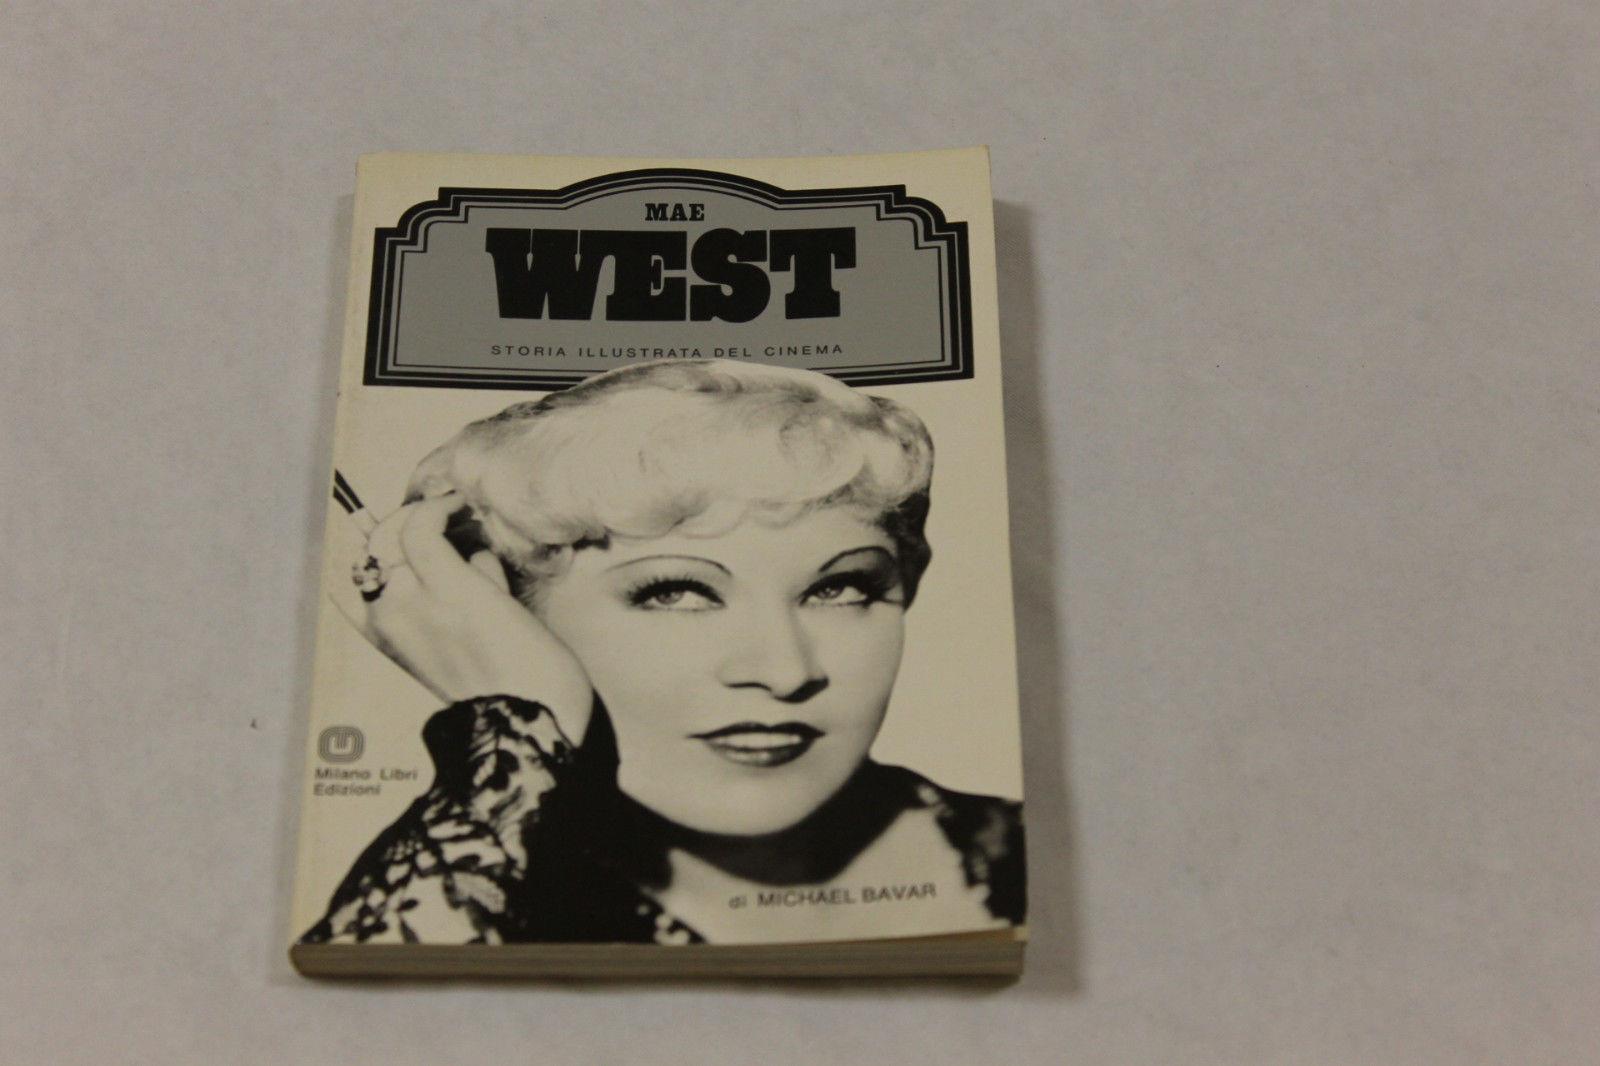 MAE
WEST
STORIA ILLUSTRATA DEL CINEMA
Milano Libri
Edizioni
di MICHAEL BAVAR